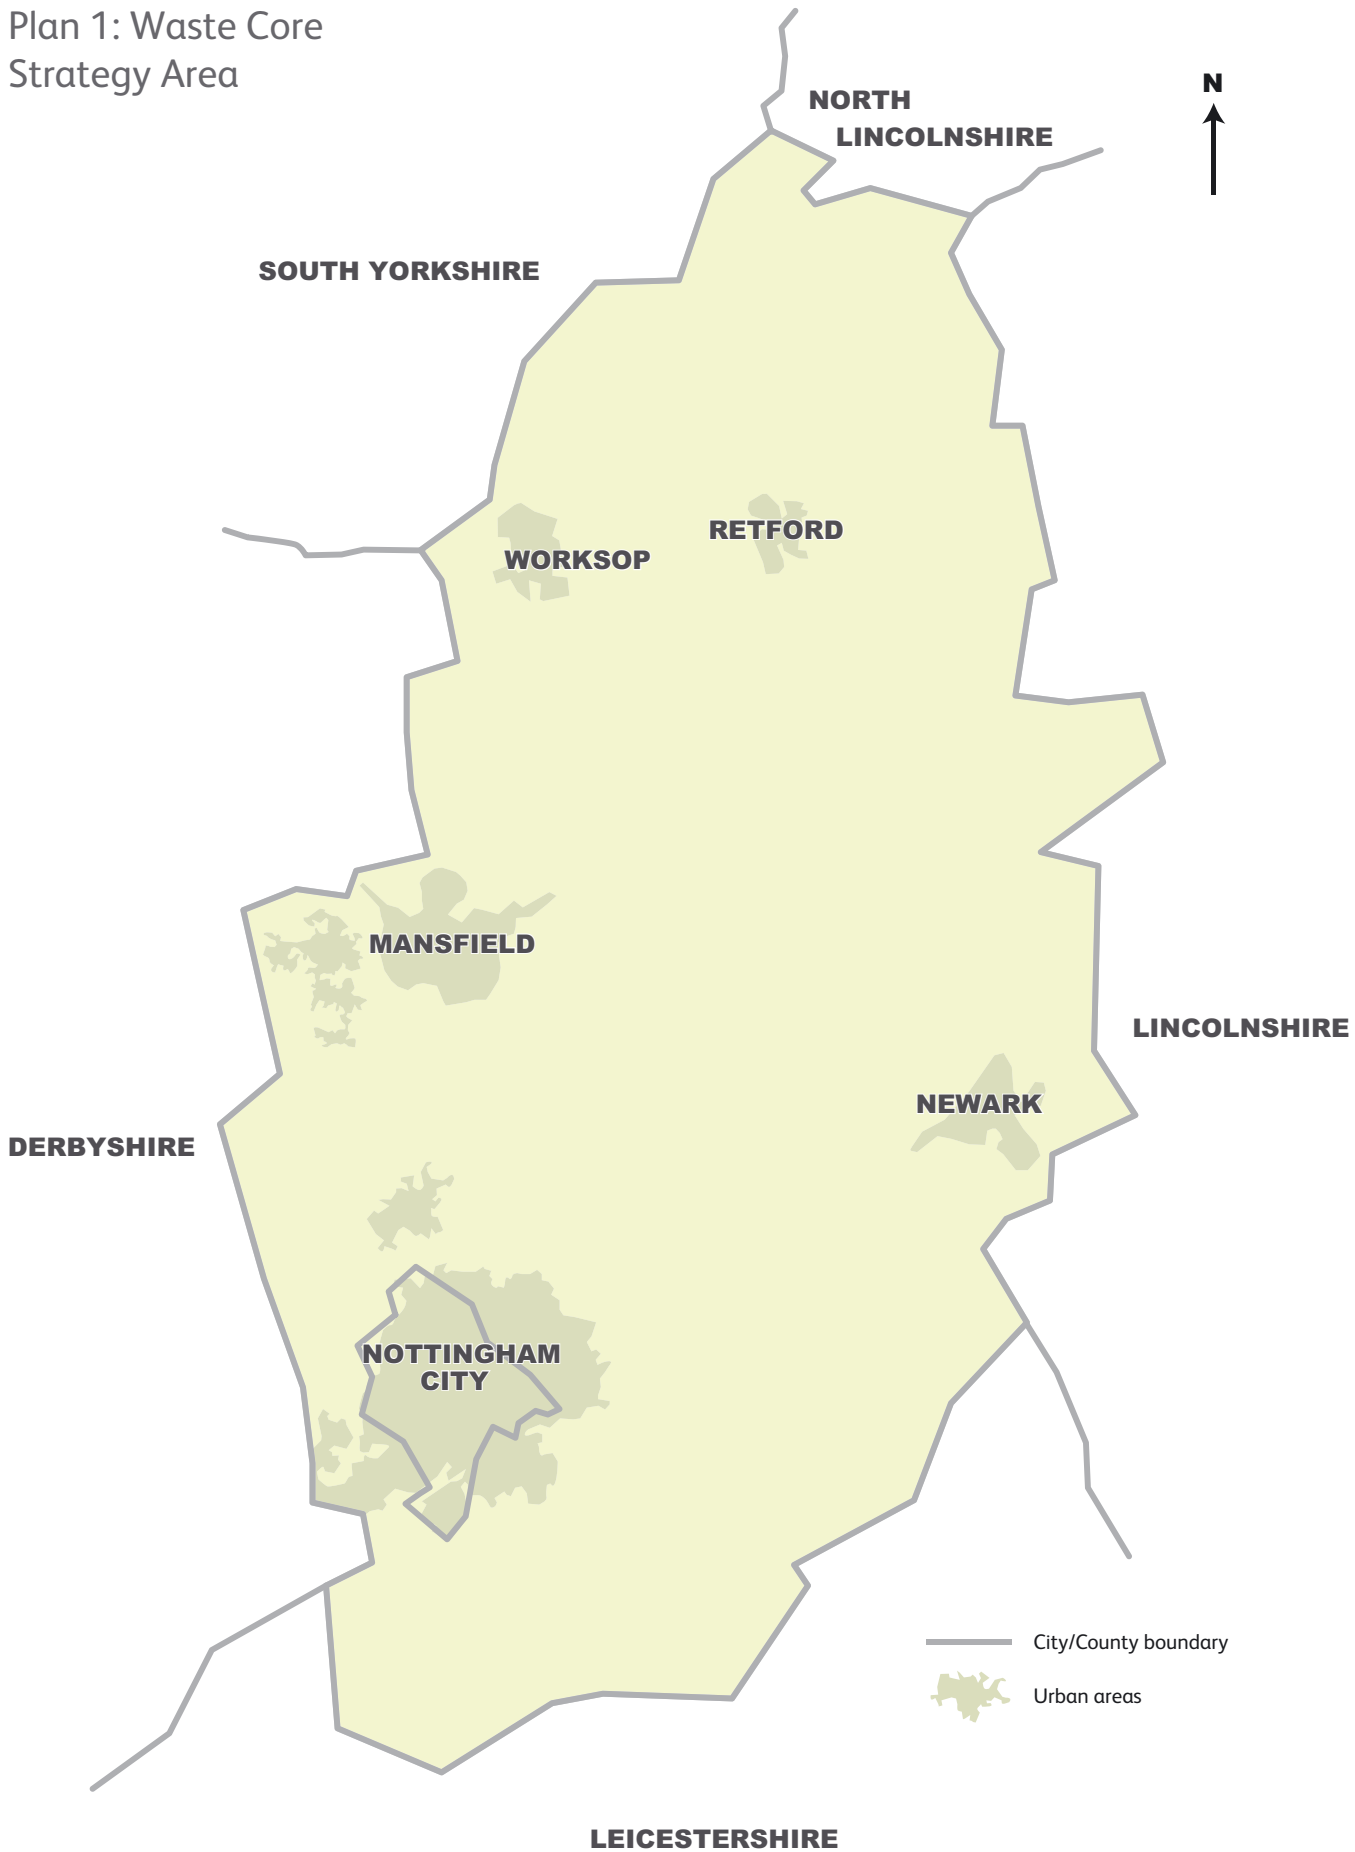 Plan 1: Waste Core
Strategy Area
N
NORTH
LINCOLNSHIRE
SOUTH YORKSHIRE
RETFORD
WORKSOP
MANSFIELD
LINCOLNSHIRE
NEWARK
DERBYSHIRE
NOTTINGHAM
CITY
City/County boundary
Urban areas
LEICESTERSHIRE